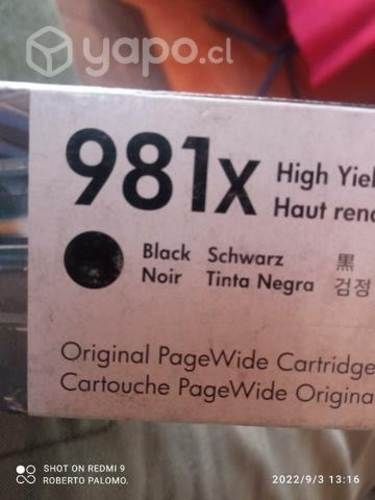 yapo.cl
981x
High Yiel
Haut rend
Black Schwarz 黒
Noir Tinta Negra 검정
Original PageWide Cartridge
Cartouche PageWide Origina
SHOT ON REDMI 9
ROBERTO PALOMO.
2022/9/3 13:16